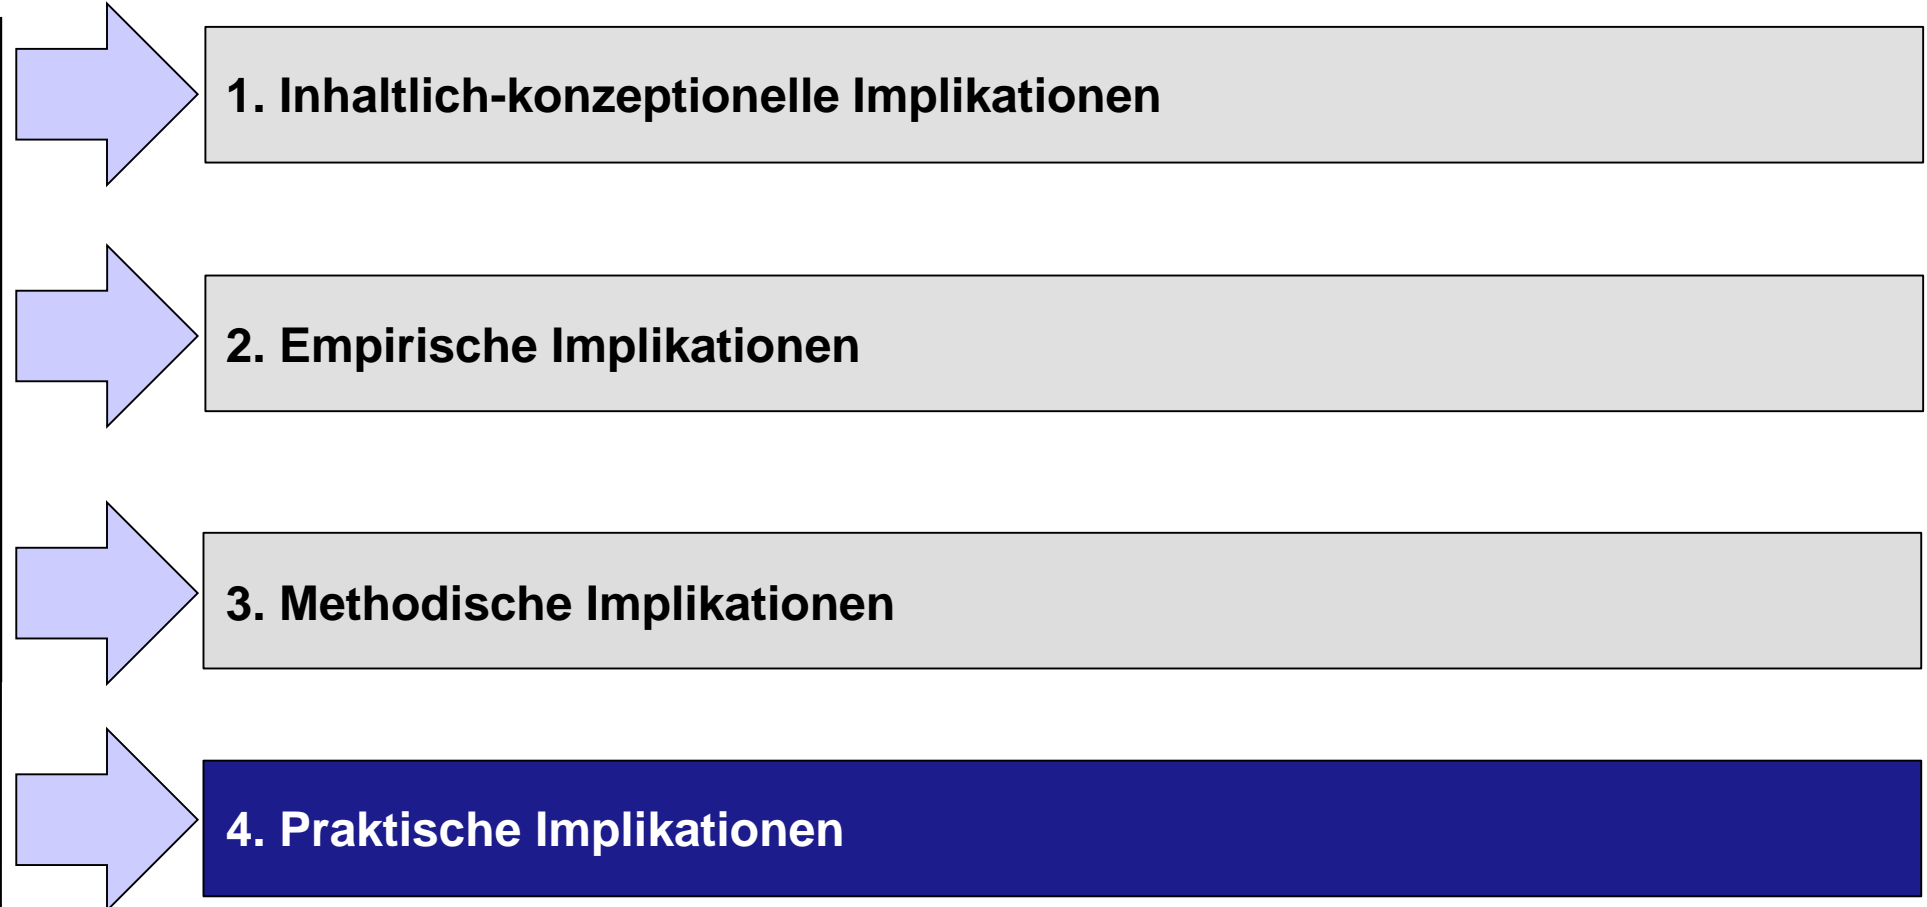 1. Inhaltlich-konzeptionelle Implikationen
2. Empirische Implikationen
3. Methodische Implikationen
4. Praktische Implikationen